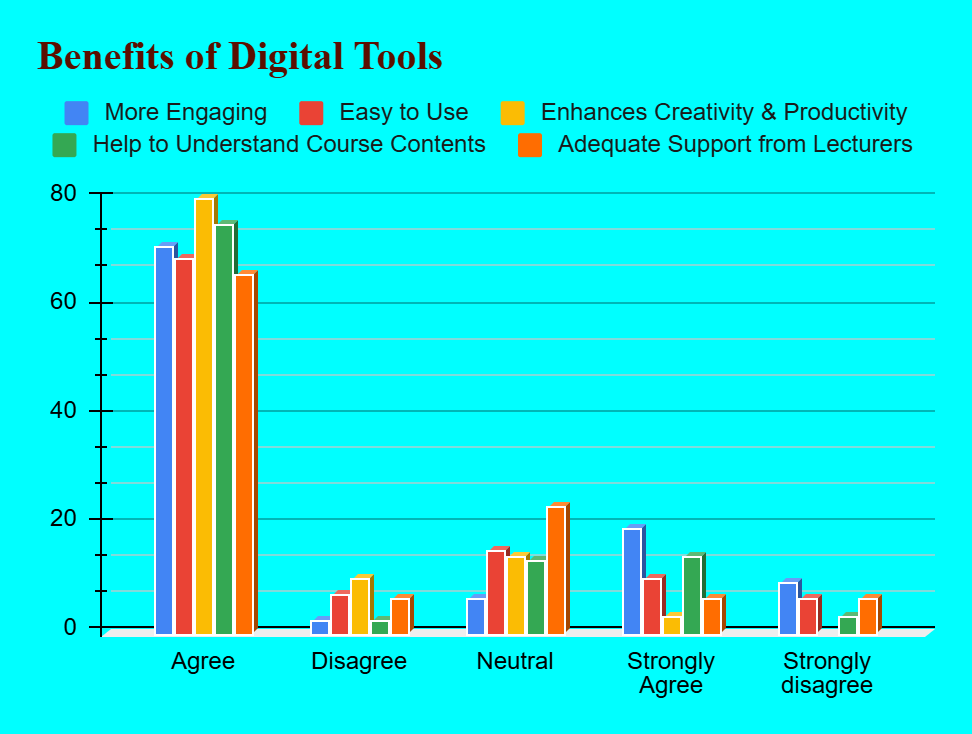 Benefits of Digital Tools
More Engaging Easy to Use Enhances Creativity & Productivity
Help to Understand Course Contents Adequate Support from Lecturers
80
60
40
20
0
Agree Disagree Neutral Strongly Strongly
Agree disagree